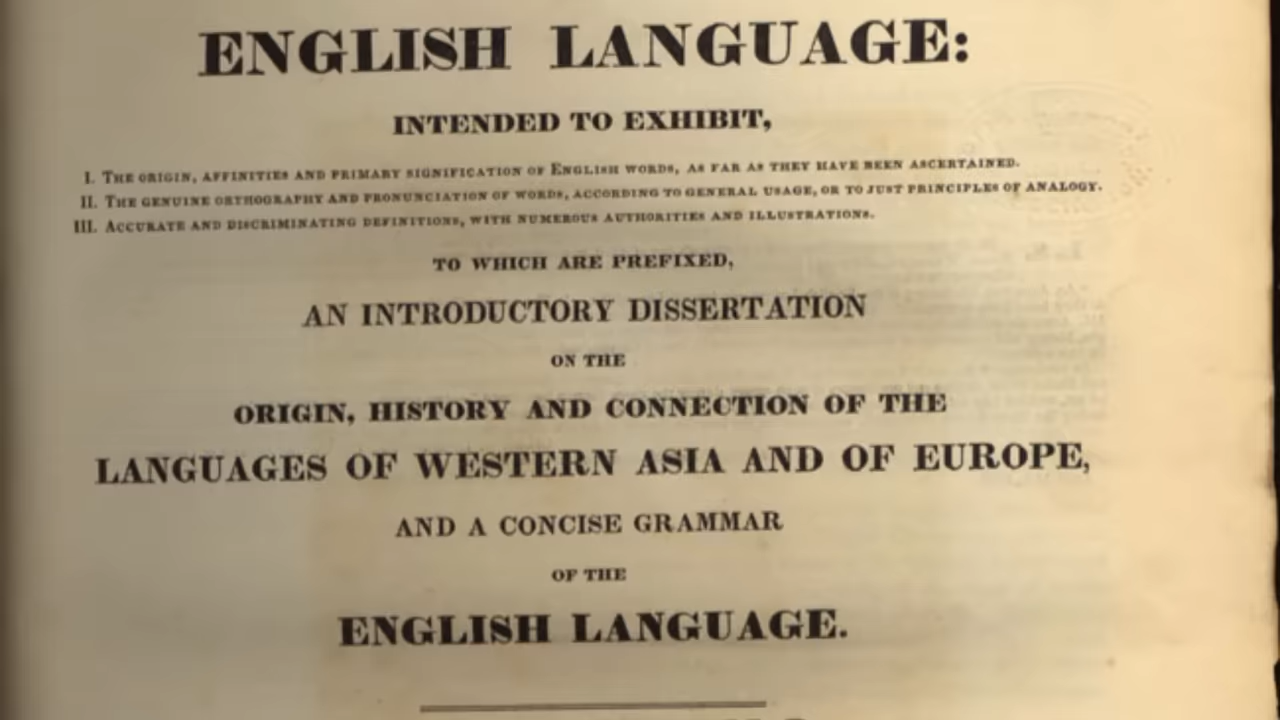 ENGLISH LANGUAGE:
INTENDED TO EXHIBIT,
I. THE ORIGIN, AFFINITIES AND PRIMARY SIGNIFICATION OF ENGLISH WORDS, AS FAR AS THEY HAVE BEEN ASCERTAINED.
II. THE GENUINE ORTHOGRAPHY AND PRONUNCIATION OF WORDS, ACCORDING TO GENERAL USAGE, OR TO JUST PRINCIPLES OF ANALOGY.
III. ACCURATE AND DISCRIMINATING DEFINITIONS, WITH NUMEROUS AUTHORITIES AND ILLUSTRATIONS.
TO WHICH ARE PREFIXED,
AN INTRODUCTORY DISSERTATION
ON THE
ORIGIN, HISTORY AND CONNECTION OF THE
LANGUAGES OF WESTERN ASIA AND OF EUROPE,
AND A CONCISE GRAMMAR
OF THE
ENGLISH LANGUAGE.